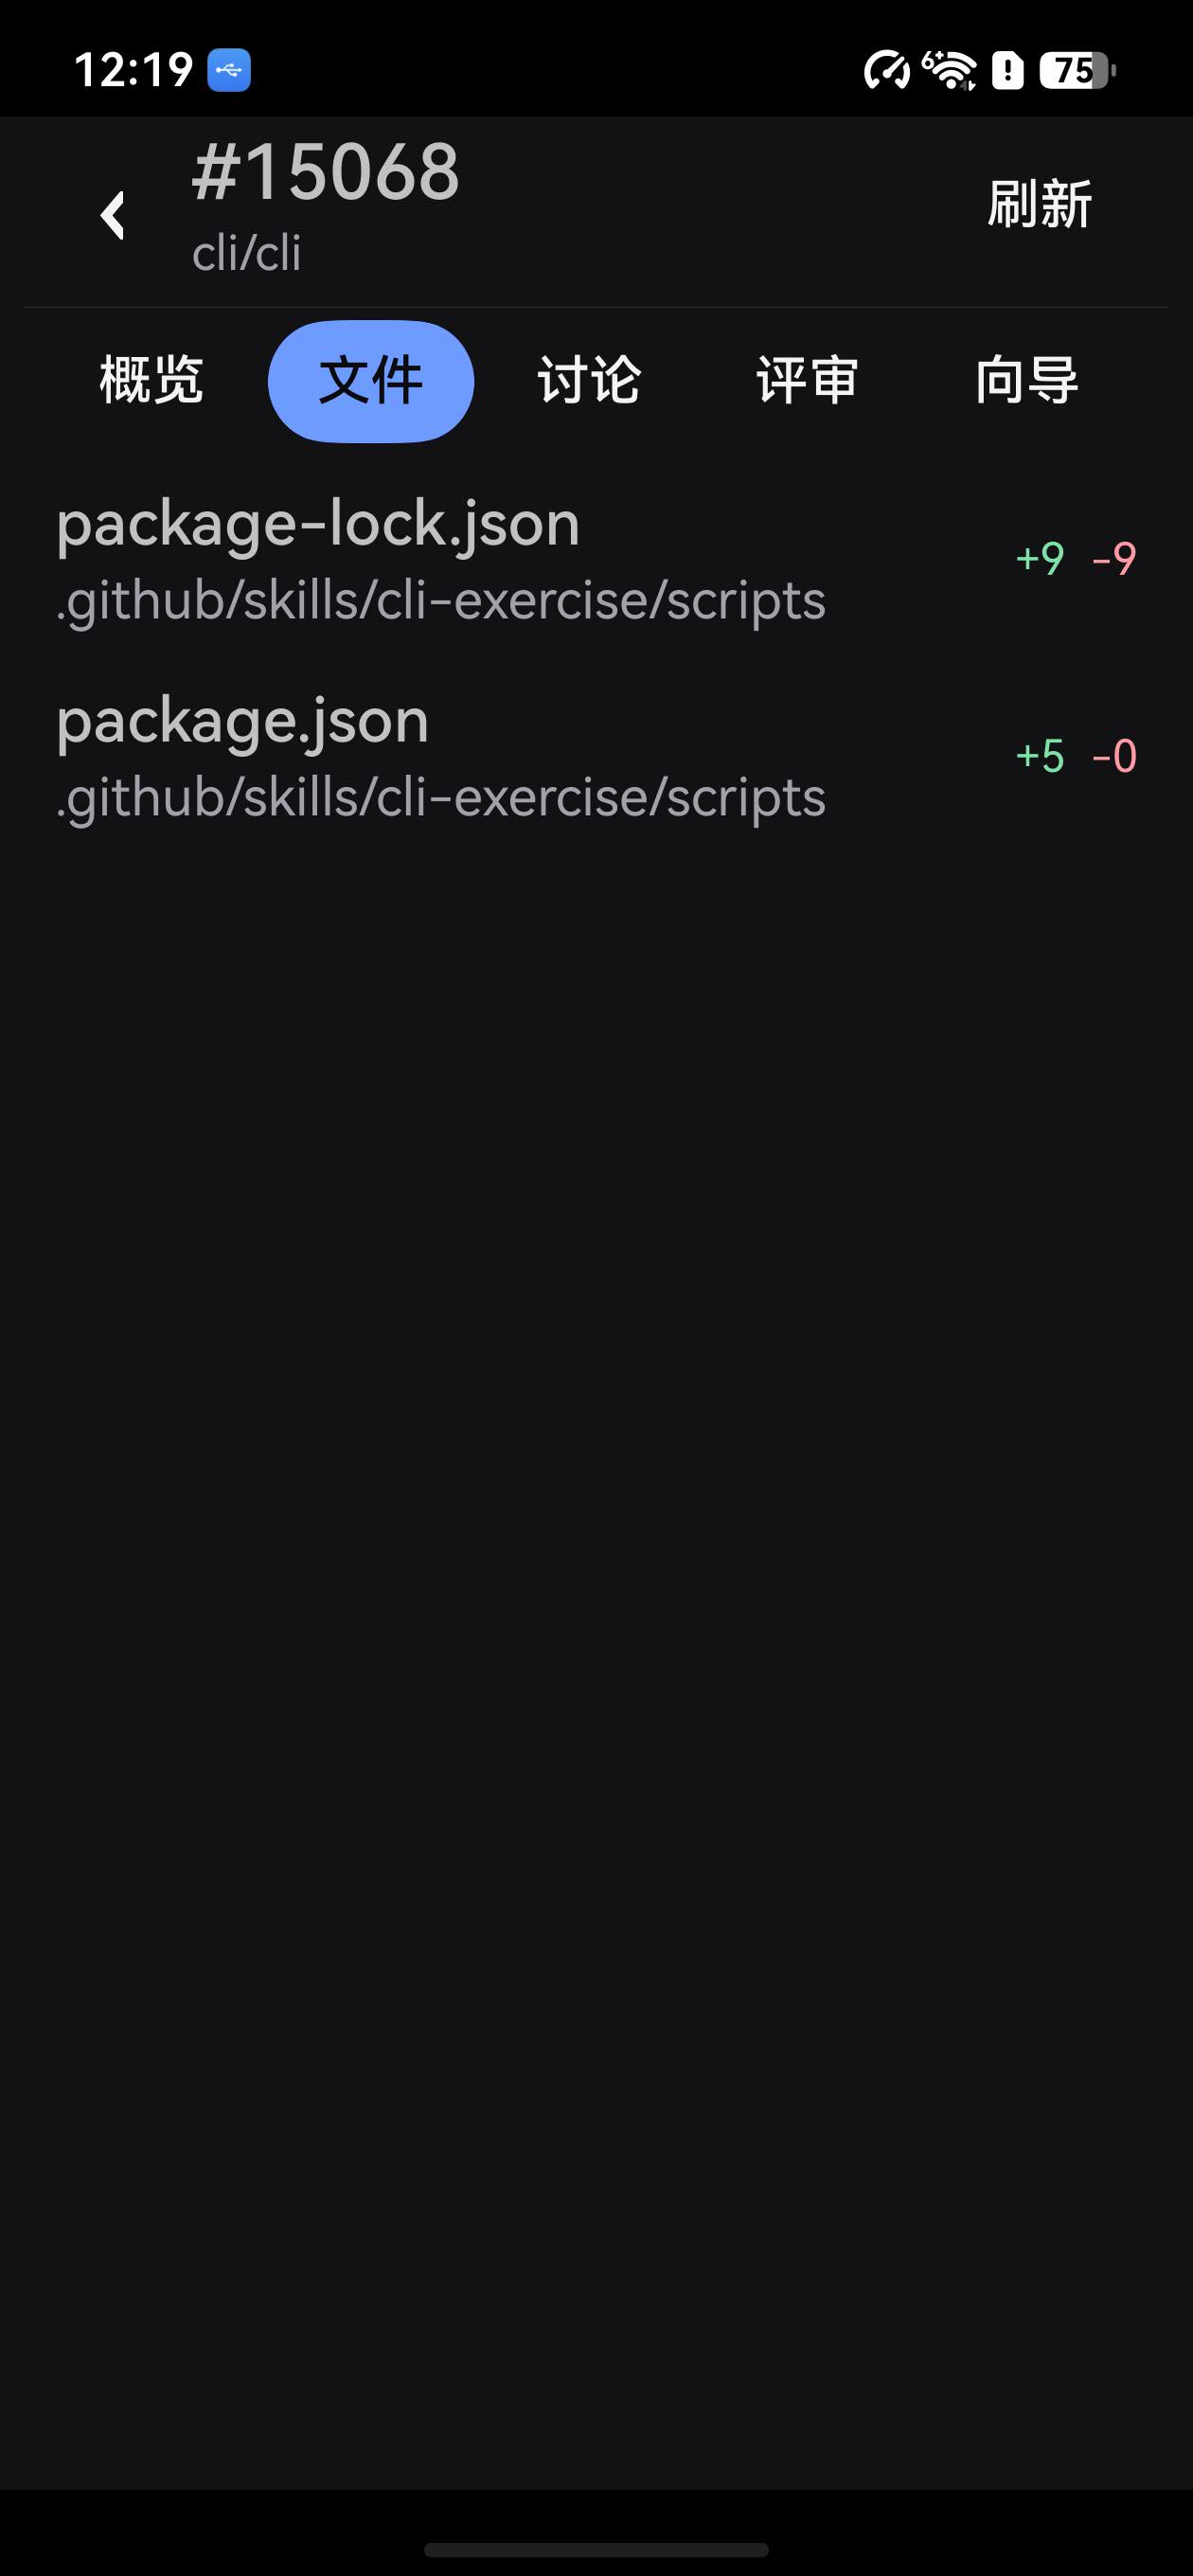 12:19
6+
75
#15068
刷新
cli/cli
概览 文件 讨论 评审 向导
package-lock.json
+9 -9
.github/skills/cli-exercise/scripts
package.json
+5 -0
.github/skills/cli-exercise/scripts